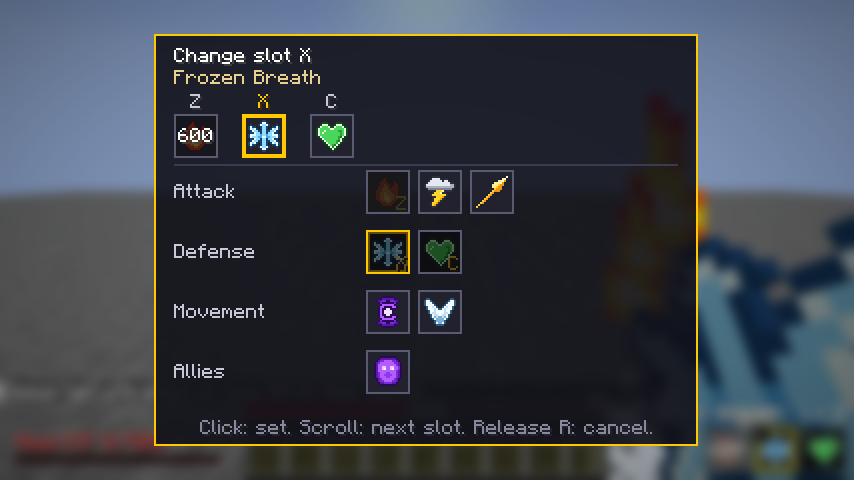 Change slot X
Frozen Breath
Z X C
600
Attack Z
Defense X C
Movement
Allies
Click: set. Scroll: next slot. Release R: cancel.